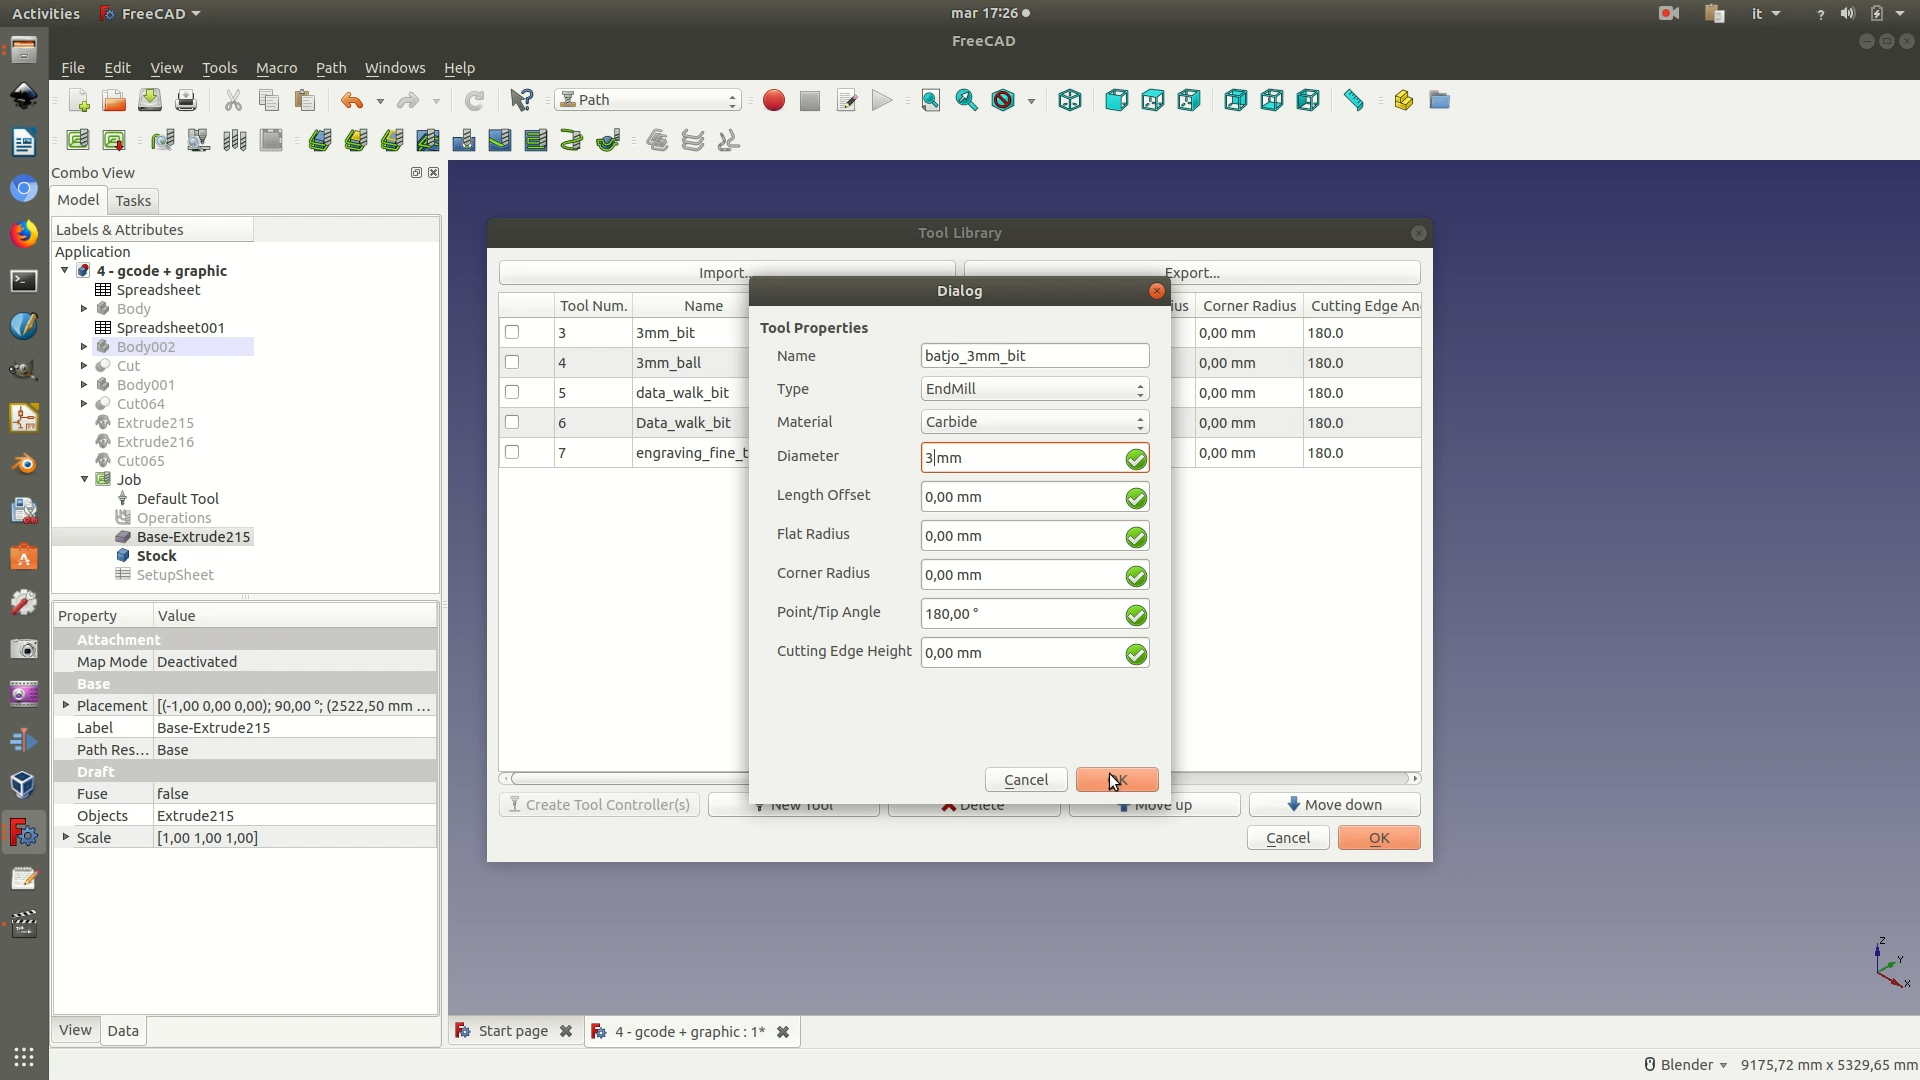 Activities FreeCAD mar 17:26 it ?
FreeCAD
File Edit View Tools Macro Path Windows Help
Path
Combo View
Model Tasks
Labels & Attributes
Application
4 - gcode + graphic
Spreadsheet
Body
Spreadsheet001
Body002
Cut
Body001
Cut064
Extrude215
Extrude216
Cut065
Job
Default Tool
Operations
Base-Extrude215
Stock
SetupSheet
Property Value
Attachment
Map Mode Deactivated
Base
Placement [(-1,00 0,00 0,00); 90,00 °; (2522,50 mm ...
Label Base-Extrude215
Path Res... Base
Draft
Fuse false
Objects Extrude215
Scale [1,00 1,00 1,00]
View Data
Tool Library
Import... Export...
Tool Num. Name ius Corner Radius Cutting Edge An
3 3mm_bit 0,00 mm 180.0
4 3mm_ball 0,00 mm 180.0
5 data_walk_bit 0,00 mm 180.0
6 Data_walk_bit 0,00 mm 180.0
7 engraving_fine_t 0,00 mm 180.0
Dialog
Tool Properties
Name batjo_3mm_bit
Type EndMill
Material Carbide
Diameter 3mm
Length Offset 0,00 mm
Flat Radius 0,00 mm
Corner Radius 0,00 mm
Point/Tip Angle 180,00 °
Cutting Edge Height 0,00 mm
Cancel OK
Create Tool Controller(s) New Tool Delete Move up Move down
Cancel OK
Z
Y
X
Start page 4 - gcode + graphic : 1*
Blender 9175,72 mm x 5329,65 mm